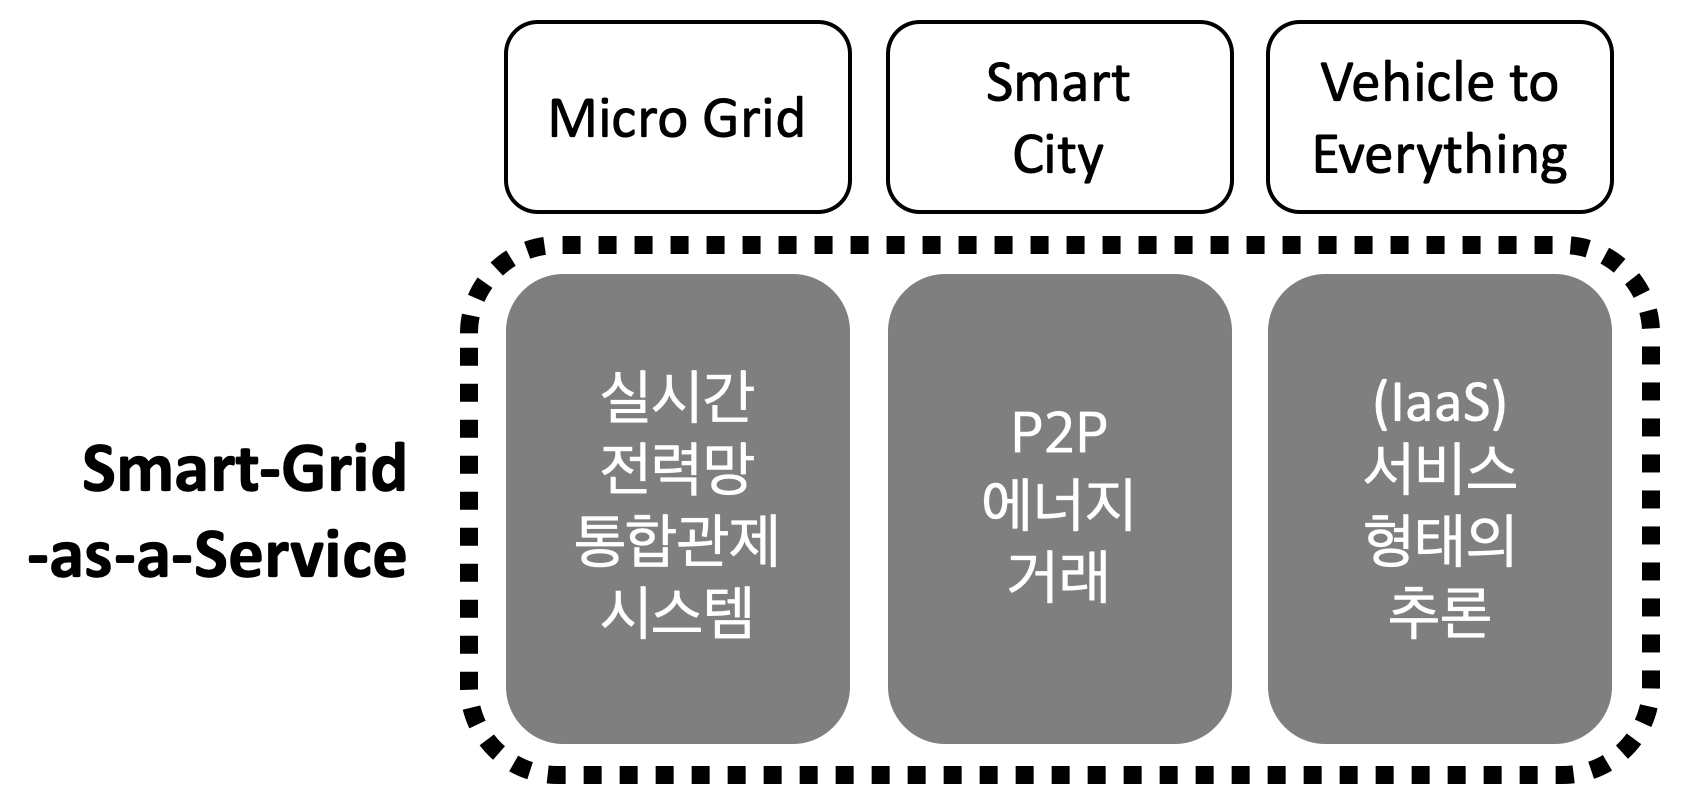 Micro Grid
Smart
City
Vehicle to
Everything
Smart-Grid
-as-a-Service
실시간
전력망
통합관제
시스템
P2P
에너지
거래
(IaaS)
서비스
형태의
추론